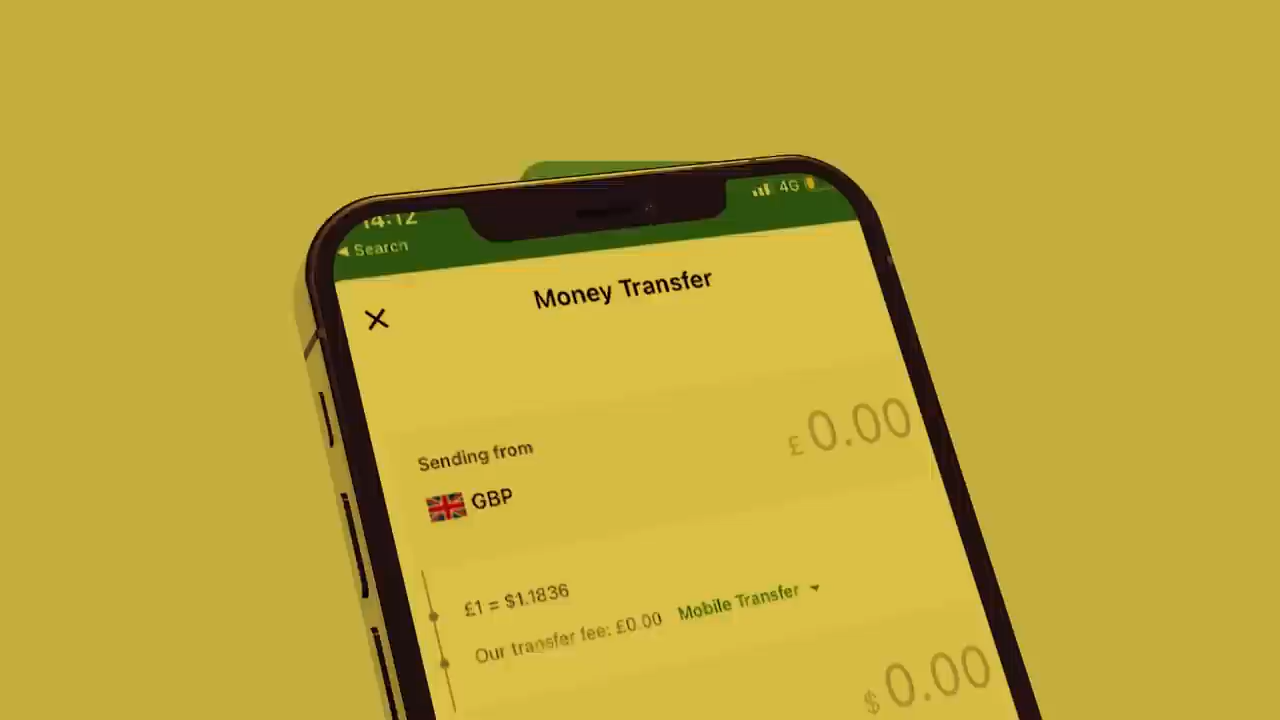 14:12
4G
◀ Search
Money Transfer
Sending from
£0.00
GBP
£1 = $1.1836
Our transfer fee: £0.00 Mobile Transfer
$0.00